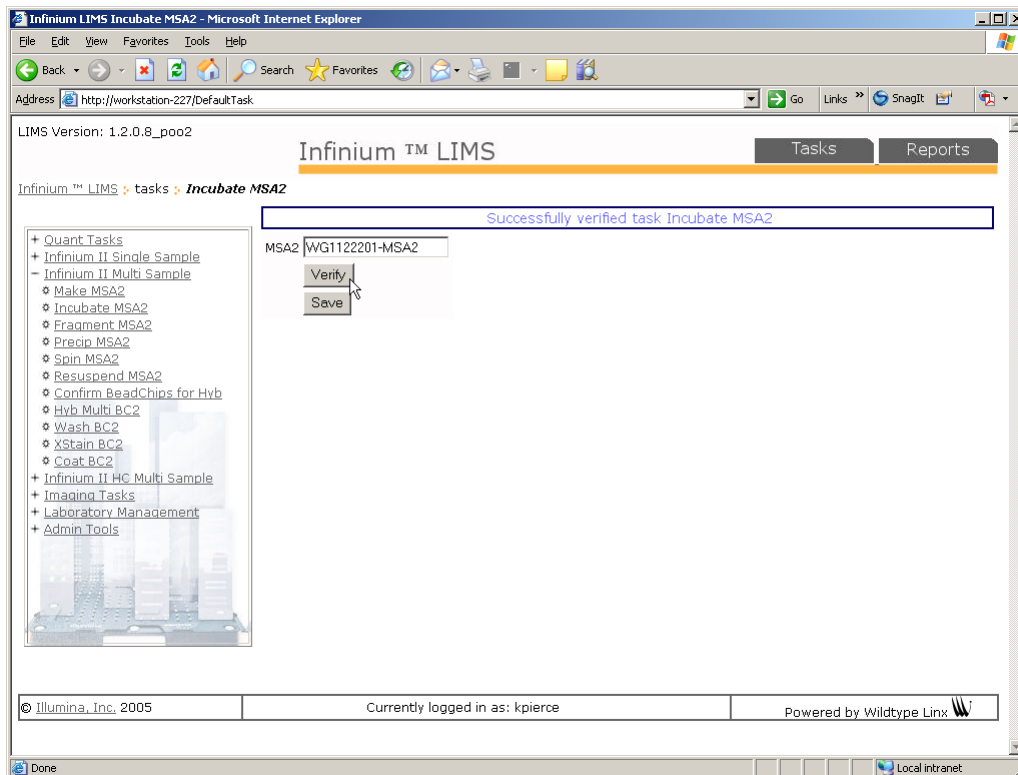 Infinium LIMS Incubate MSA2 - Microsoft Internet Explorer
File Edit View Favorites Tools Help
Back Search Favorites
Address http://workstation-227/DefaultTask Go Links » SnagIt
LIMS Version: 1.2.0.8_poo2
Infinium ™ LIMS Tasks Reports
Infinium ™ LIMS tasks Incubate MSA2
Successfully verified task Incubate MSA2
MSA2 WG1122201-MSA2
Verify
Save
+ Quant Tasks
+ Infinium II Single Sample
− Infinium II Multi Sample
Make MSA2
Incubate MSA2
Fragment MSA2
Precip MSA2
Spin MSA2
Resuspend MSA2
Confirm BeadChips for Hyb
Hyb Multi BC2
Wash BC2
XStain BC2
Coat BC2
+ Infinium II HC Multi Sample
+ Imaging Tasks
+ Laboratory Management
+ Admin Tools
© Illumina, Inc. 2005 Currently logged in as: kpierce Powered by Wildtype Linx
Done Local intranet